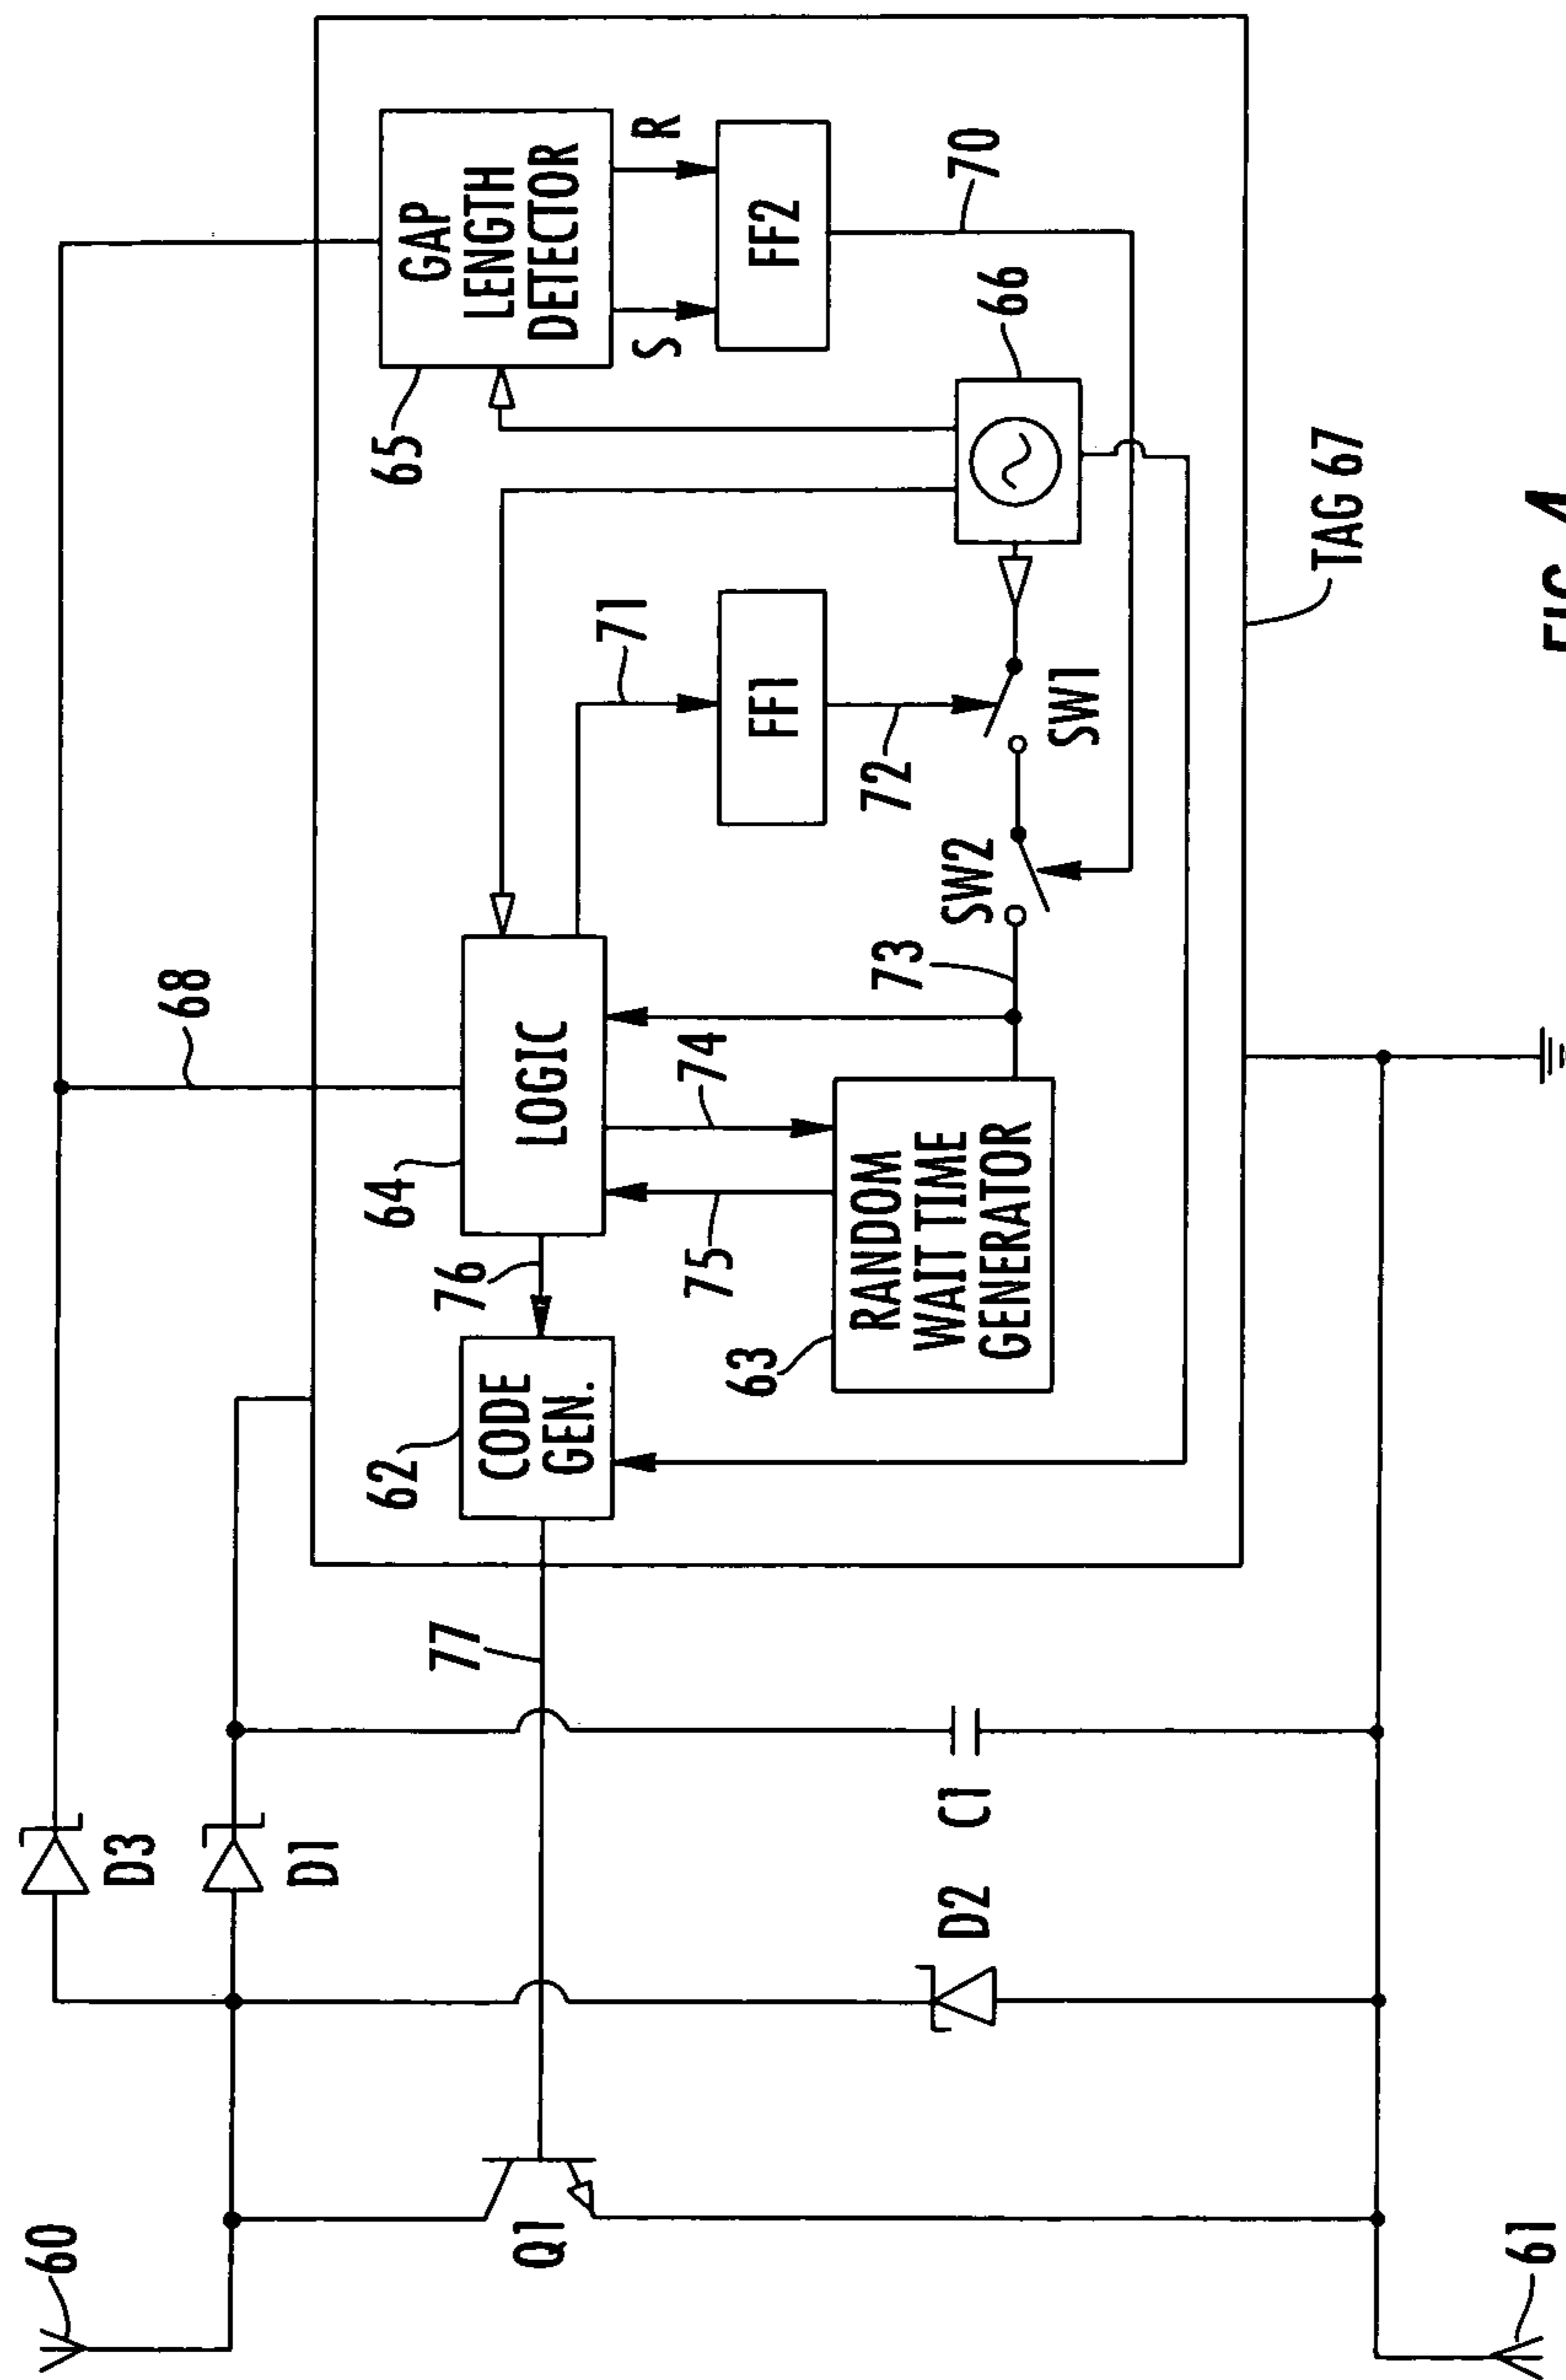 60
D3
D1
Q1
D2
C1
61
77
68
62
CODE
GEN.
76
64
LOGIC
75
74
63
RANDOM
WAIT TIME
GENERATOR
73
SW2
SW1
71
FF1
72
65
GAP
LENGTH
DETECTOR
S
R
FF2
70
66
TAG 67